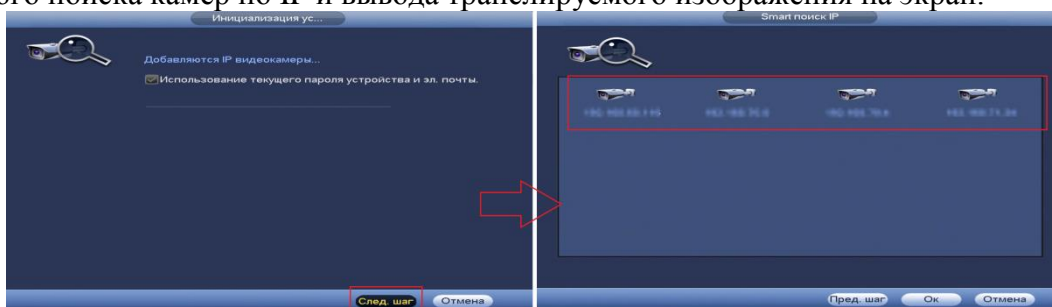 ого поиска камер по IP и вывода транслируемого изображения на экран.
Инициализация ус...
Добавляются IP видеокамеры...
Использование текущего пароля устройства и эл. почты.
След. шаг
Отмена
Smart поиск IP
Пред. шаг
Ок
Отмена